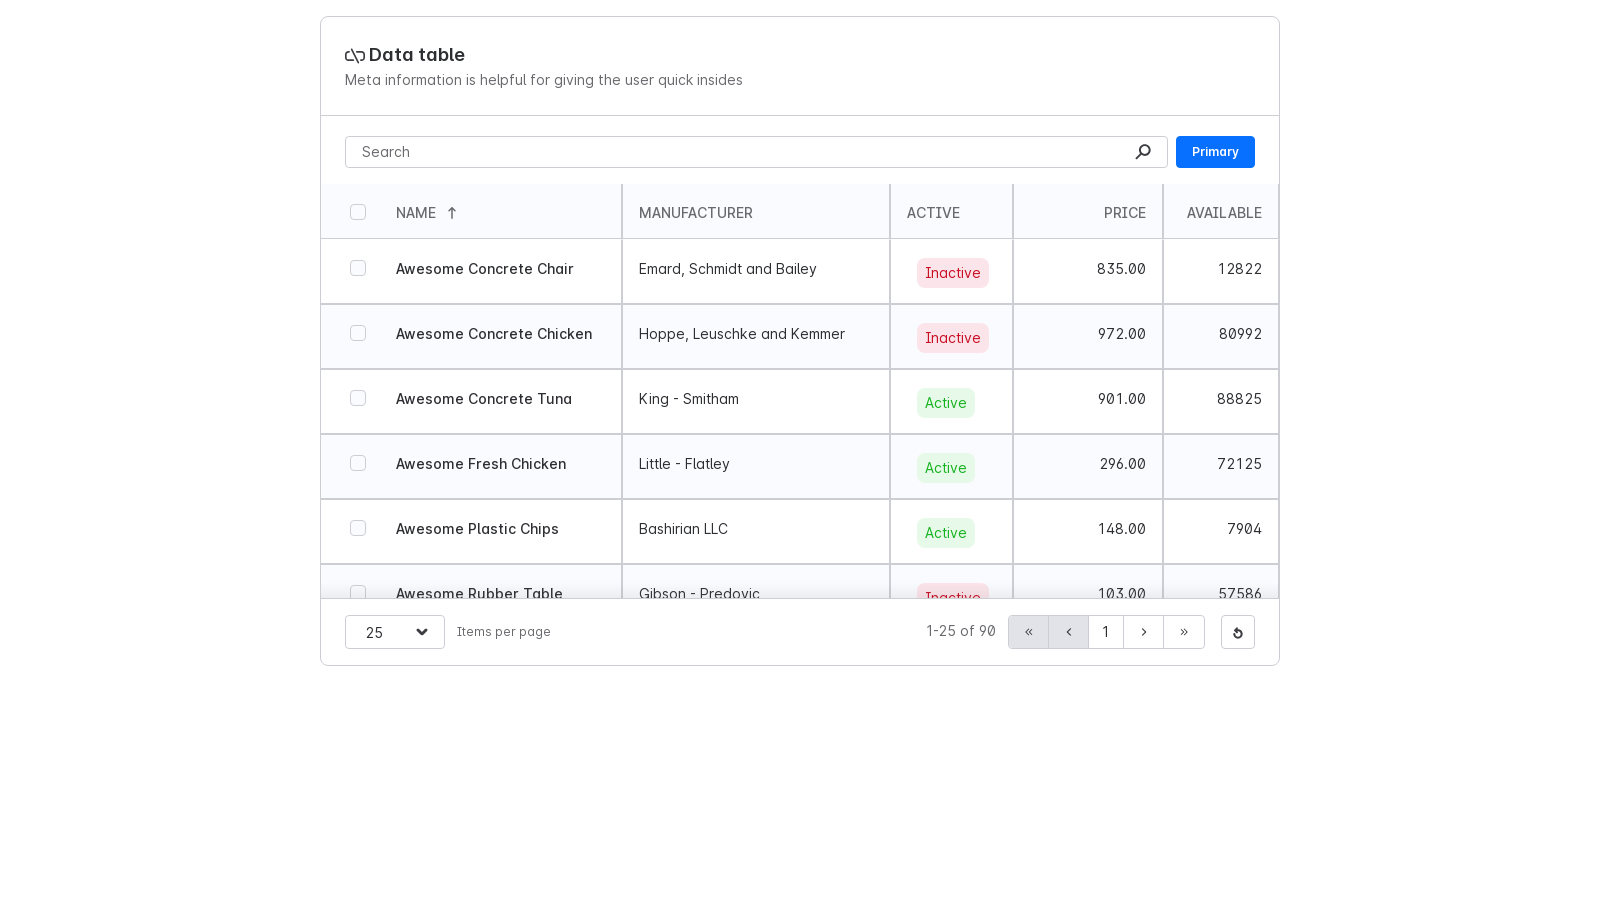 Data table
Meta information is helpful for giving the user quick insides
Search
Primary
NAME ↑ MANUFACTURER ACTIVE PRICE AVAILABLE
Awesome Concrete Chair Emard, Schmidt and Bailey Inactive 835.00 12822
Awesome Concrete Chicken Hoppe, Leuschke and Kemmer Inactive 972.00 80992
Awesome Concrete Tuna King - Smitham Active 901.00 88825
Awesome Fresh Chicken Little - Flatley Active 296.00 72125
Awesome Plastic Chips Bashirian LLC Active 148.00 7904
Awesome Rubber Table Gibson - Predovic Inactive 103.00 57586
25 Items per page 1-25 of 90 « ‹ 1 › »